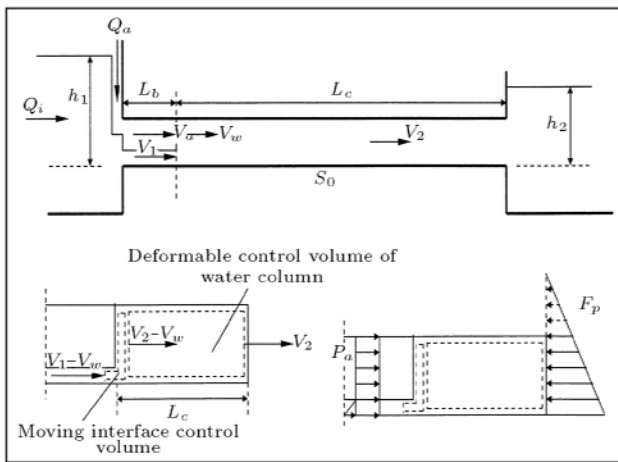 Q_a
L_b
L_c
Q_i
h_1
V_a
V_w
V_1
V_2
h_2
S_0
Deformable control volume of
water column
V_2−V_w
V_1−V_w
V_2
L_c
Moving interface control
volume
F_p
P_a